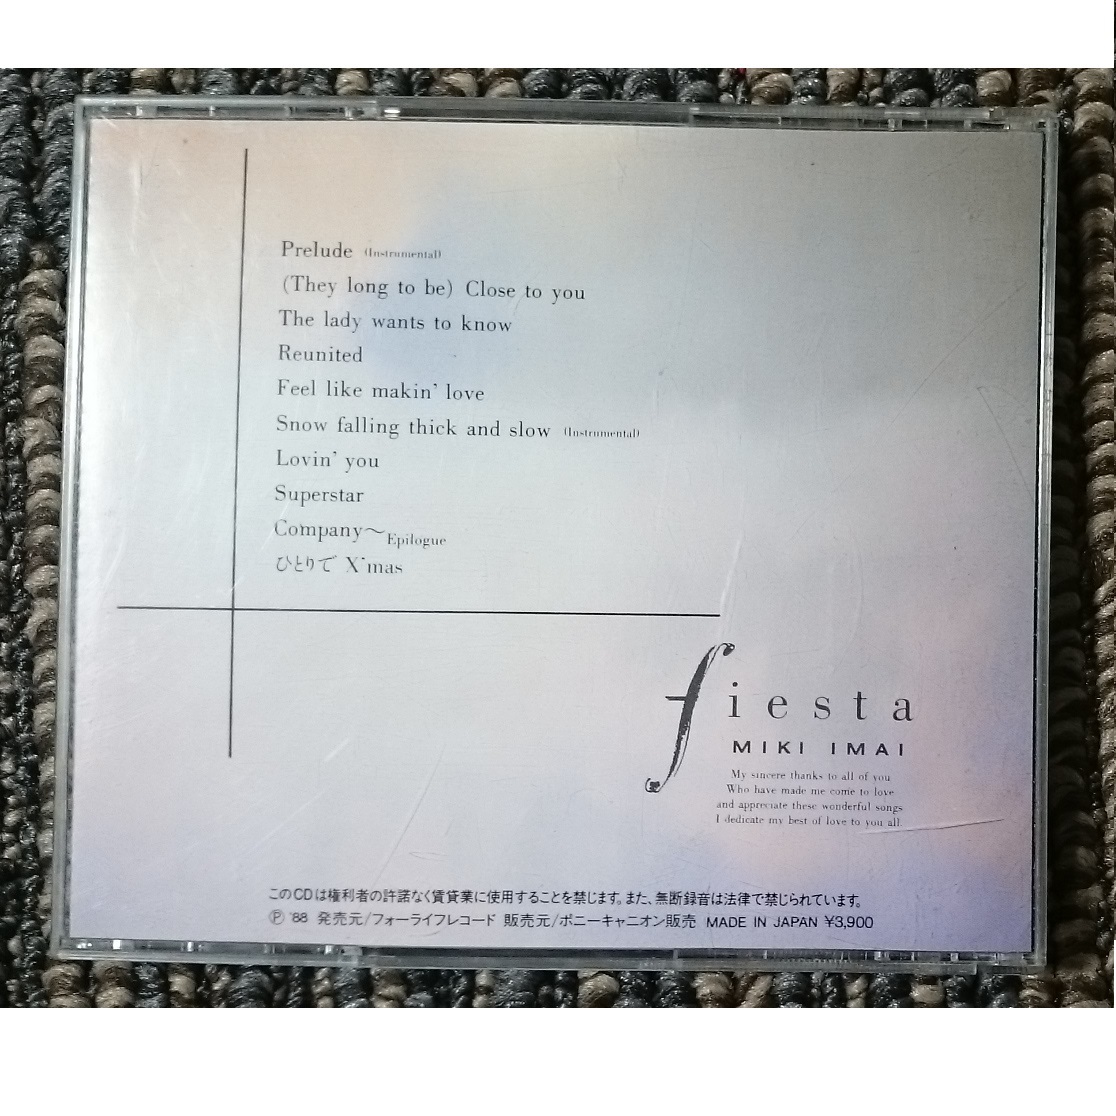 Prelude (Instrumental)
(They long to be) Close to you
The lady wants to know
Reunited
Feel like makin' love
Snow falling thick and slow (Instrumental)
Lovin' you
Superstar
Company～Epilogue
ひとりで X'mas
fiesta
MIKI IMAI
My sincere thanks to all of you
Who have made me come to love
and appreciate these wonderful songs
I dedicate my best of love to you all.
このCDは権利者の許諾なく賃貸業に使用することを禁じます。また、無断録音は法律で禁じられています。
Ⓟ '88 発売元/フォーライフレコード 販売元/ポニーキャニオン販売 MADE IN JAPAN ¥3,900